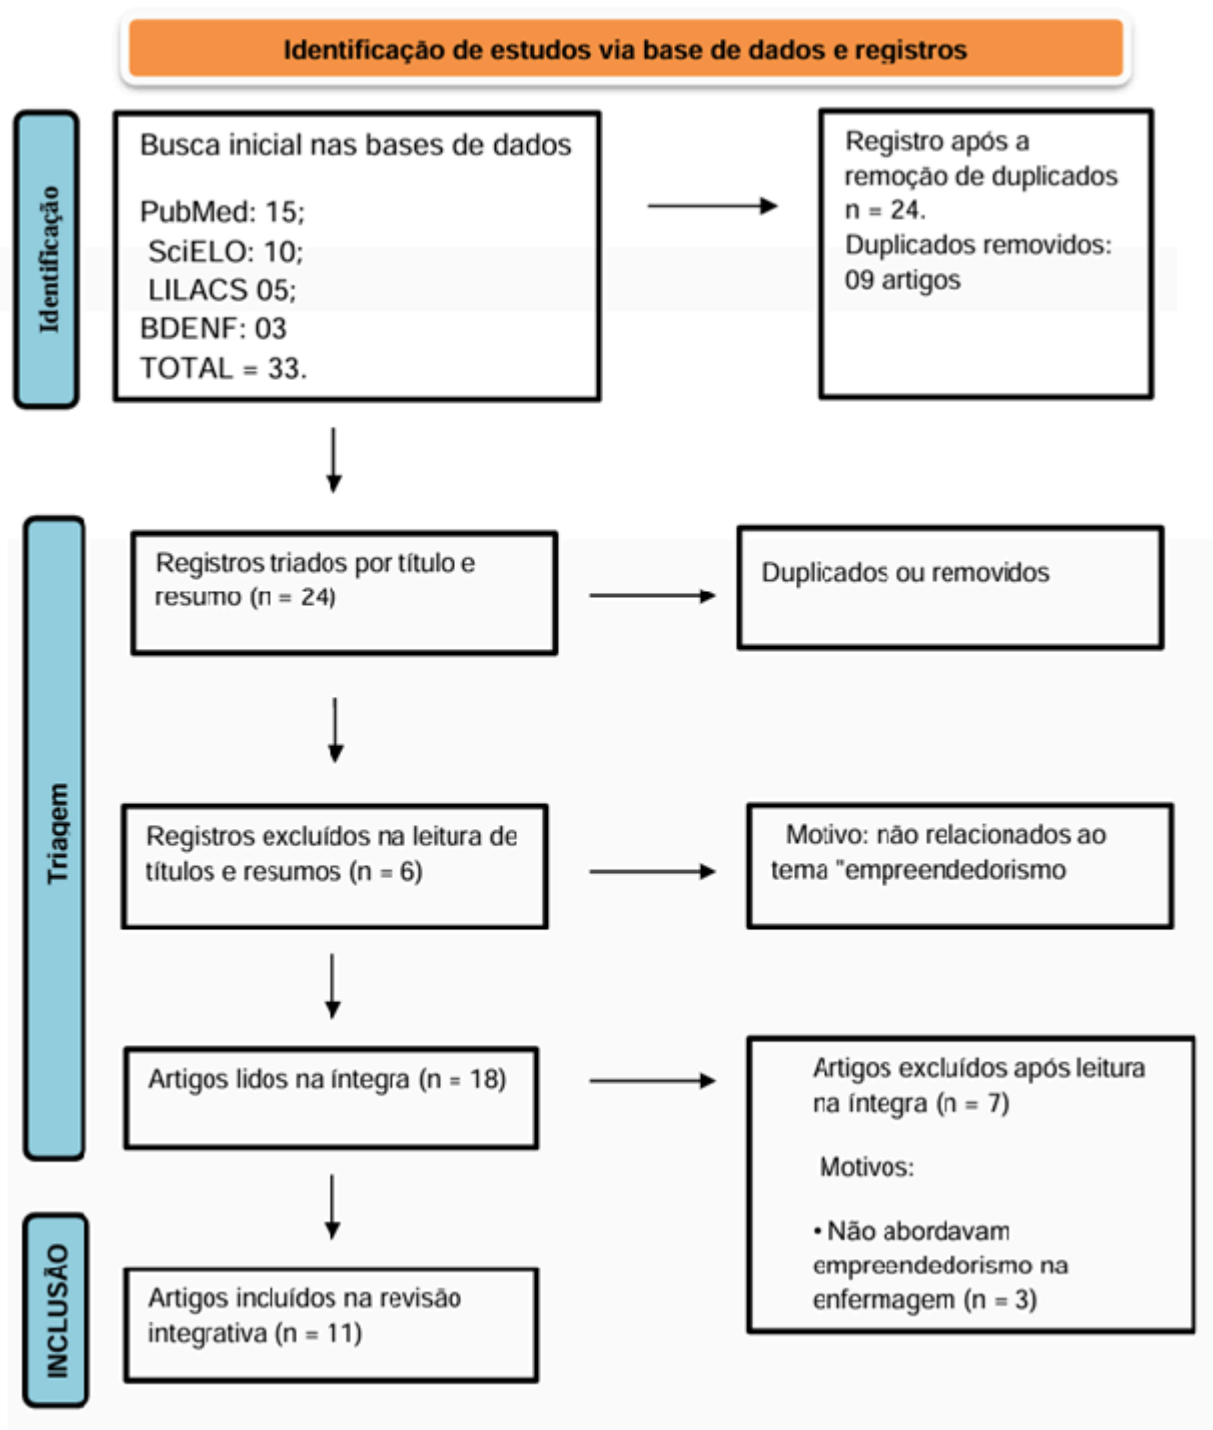 Identificação de estudos via base de dados e registros
Identificação
Busca inicial nas bases de dados
PubMed: 15;
SciELO: 10;
LILACS 05;
BDENF: 03
TOTAL = 33.
Registro após a
remoção de duplicados
n = 24.
Duplicados removidos:
09 artigos
Triagem
Registros triados por título e
resumo (n = 24)
Duplicados ou removidos
Registros excluídos na leitura de
títulos e resumos (n = 6)
Motivo: não relacionados ao
tema "empreendedorismo
Artigos lidos na íntegra (n = 18)
Artigos excluídos após leitura
na íntegra (n = 7)
Motivos:
• Não abordavam
empreendedorismo na
enfermagem (n = 3)
INCLUSÃO
Artigos incluídos na revisão
integrativa (n = 11)